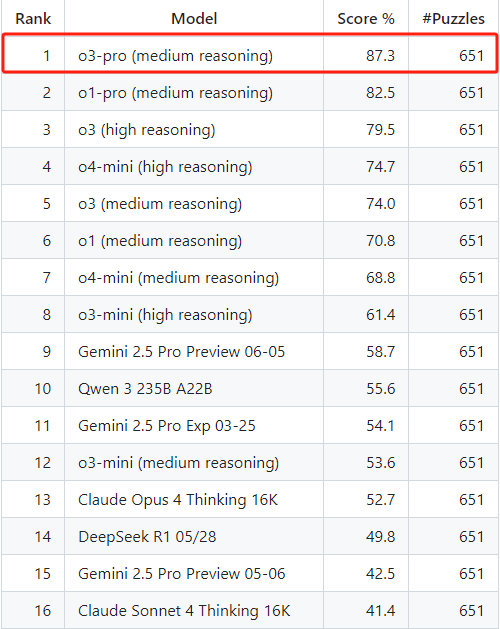 Rank Model Score % #Puzzles
1 o3-pro (medium reasoning) 87.3 651
2 o1-pro (medium reasoning) 82.5 651
3 o3 (high reasoning) 79.5 651
4 o4-mini (high reasoning) 74.7 651
5 o3 (medium reasoning) 74.0 651
6 o1 (medium reasoning) 70.8 651
7 o4-mini (medium reasoning) 68.8 651
8 o3-mini (high reasoning) 61.4 651
9 Gemini 2.5 Pro Preview 06-05 58.7 651
10 Qwen 3 235B A22B 55.6 651
11 Gemini 2.5 Pro Exp 03-25 54.1 651
12 o3-mini (medium reasoning) 53.6 651
13 Claude Opus 4 Thinking 16K 52.7 651
14 DeepSeek R1 05/28 49.8 651
15 Gemini 2.5 Pro Preview 05-06 42.5 651
16 Claude Sonnet 4 Thinking 16K 41.4 651